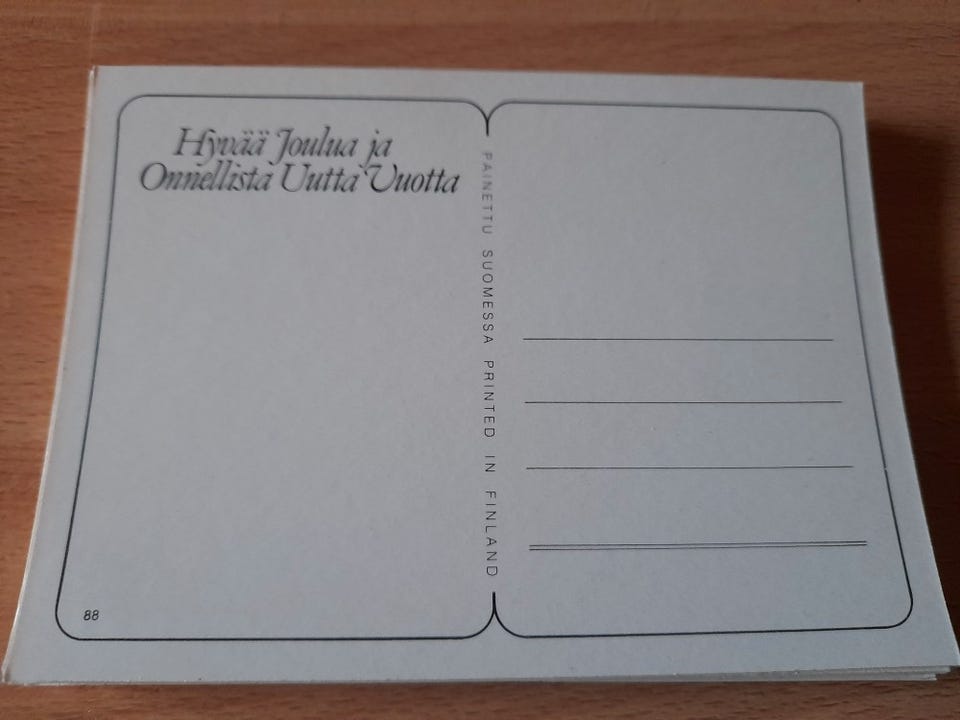 Hyvää Joulua ja
Onnellista Uutta Vuotta
PAINETTU SUOMESSA PRINTED IN FINLAND
88